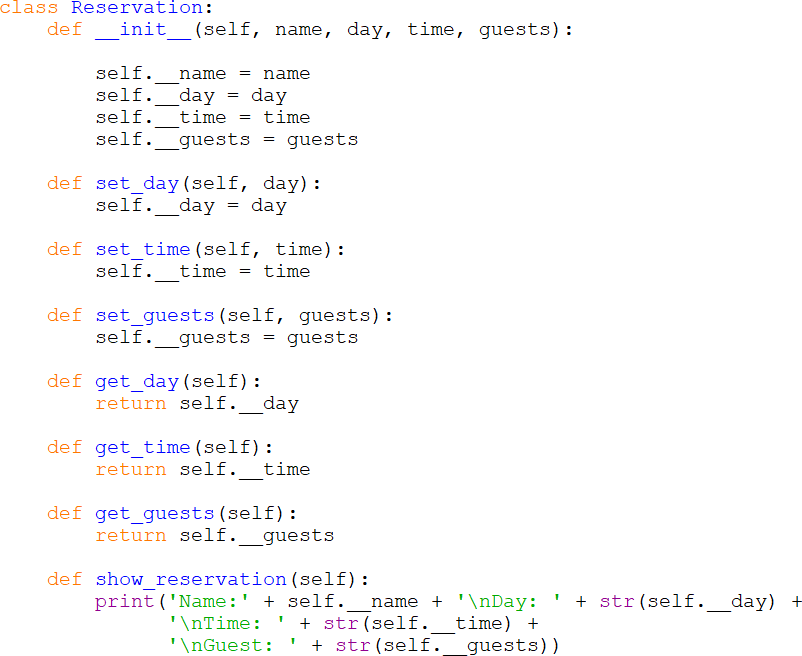 class Reservation:
    def __init__(self, name, day, time, guests):

        self.__name = name
        self.__day = day
        self.__time = time
        self.__guests = guests

    def set_day(self, day):
        self.__day = day

    def set_time(self, time):
        self.__time = time

    def set_guests(self, guests):
        self.__guests = guests

    def get_day(self):
        return self.__day

    def get_time(self):
        return self.__time

    def get_guests(self):
        return self.__guests

    def show_reservation(self):
        print('Name:' + self.__name + '\nDay: ' + str(self.__day) +
              '\nTime: ' + str(self.__time) +
              '\nGuest: ' + str(self.__guests))